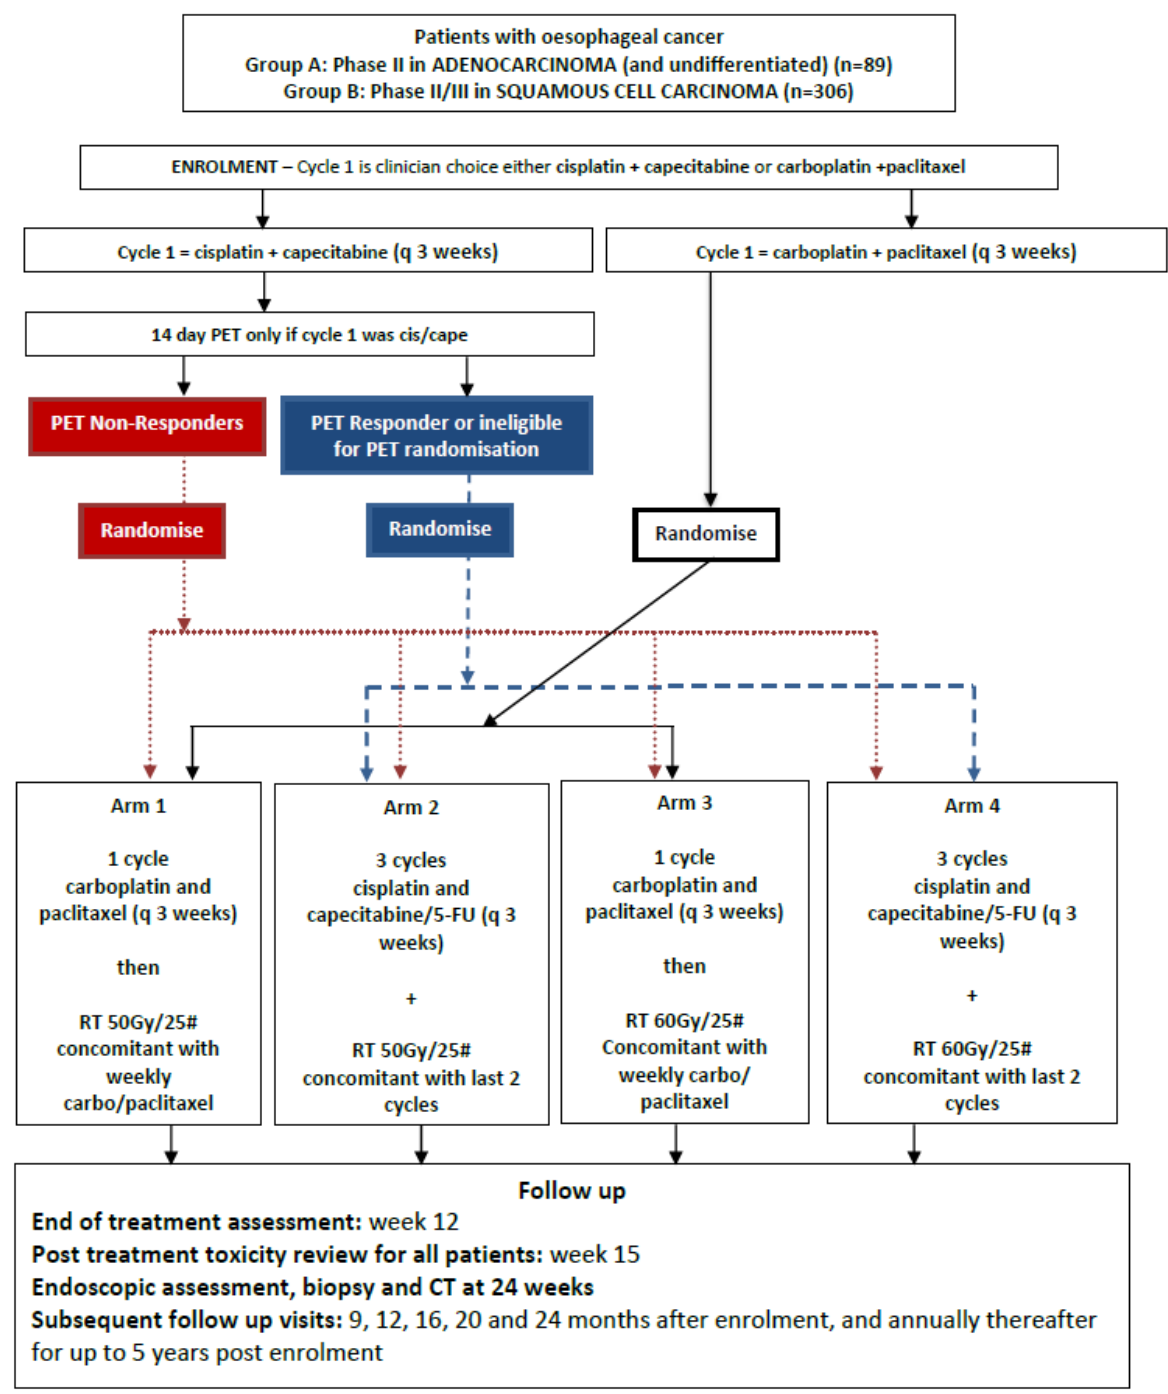 Patients with oesophageal cancer
Group A: Phase II in ADENOCARCINOMA (and undifferentiated) (n=89)
Group B: Phase II/III in SQUAMOUS CELL CARCINOMA (n=306)
ENROLMENT – Cycle 1 is clinician choice either cisplatin + capecitabine or carboplatin +paclitaxel
Cycle 1 = cisplatin + capecitabine (q 3 weeks)
Cycle 1 = carboplatin + paclitaxel (q 3 weeks)
14 day PET only if cycle 1 was cis/cape
PET Non-Responders
PET Responder or ineligible
for PET randomisation
Randomise
Randomise
Randomise
Arm 1
1 cycle
carboplatin and
paclitaxel (q 3 weeks)
then
RT 50Gy/25#
concomitant with
weekly
carbo/paclitaxel
Arm 2
3 cycles
cisplatin and
capecitabine/5-FU (q 3
weeks)
+
RT 50Gy/25#
concomitant with last 2
cycles
Arm 3
1 cycle
carboplatin and
paclitaxel (q 3 weeks)
then
RT 60Gy/25#
Concomitant with
weekly carbo/
paclitaxel
Arm 4
3 cycles
cisplatin and
capecitabine/5-FU (q 3
weeks)
+
RT 60Gy/25#
concomitant with last 2
cycles
Follow up
End of treatment assessment: week 12
Post treatment toxicity review for all patients: week 15
Endoscopic assessment, biopsy and CT at 24 weeks
Subsequent follow up visits: 9, 12, 16, 20 and 24 months after enrolment, and annually thereafter
for up to 5 years post enrolment